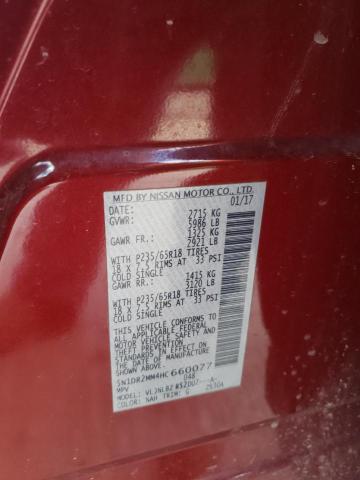 MFD BY NISSAN MOTOR CO., LTD.
DATE: 01/17
GVWR: 2715 KG
5986 LB
GAWR FR.: 1325 KG
2921 LB
WITH P235/65R18 TIRES
18 X 7.5 RIMS AT 33 PSI
COLD SINGLE
GAWR RR.: 1415 KG
3120 LB
WITH P235/65R18 TIRES
18 X 7.5 RIMS AT 33 PSI
COLD SINGLE
THIS VEHICLE CONFORMS TO ALL
APPLICABLE FEDERAL
MOTOR VEHICLE
SAFETY STANDARDS
IN EFFECT ON THE DATE OF
MANUFACTURE SHOWN ABOVE.
5N1DR2MM4HC660077
MPV 048
MODEL:
COLOR: NAH TRIM: G